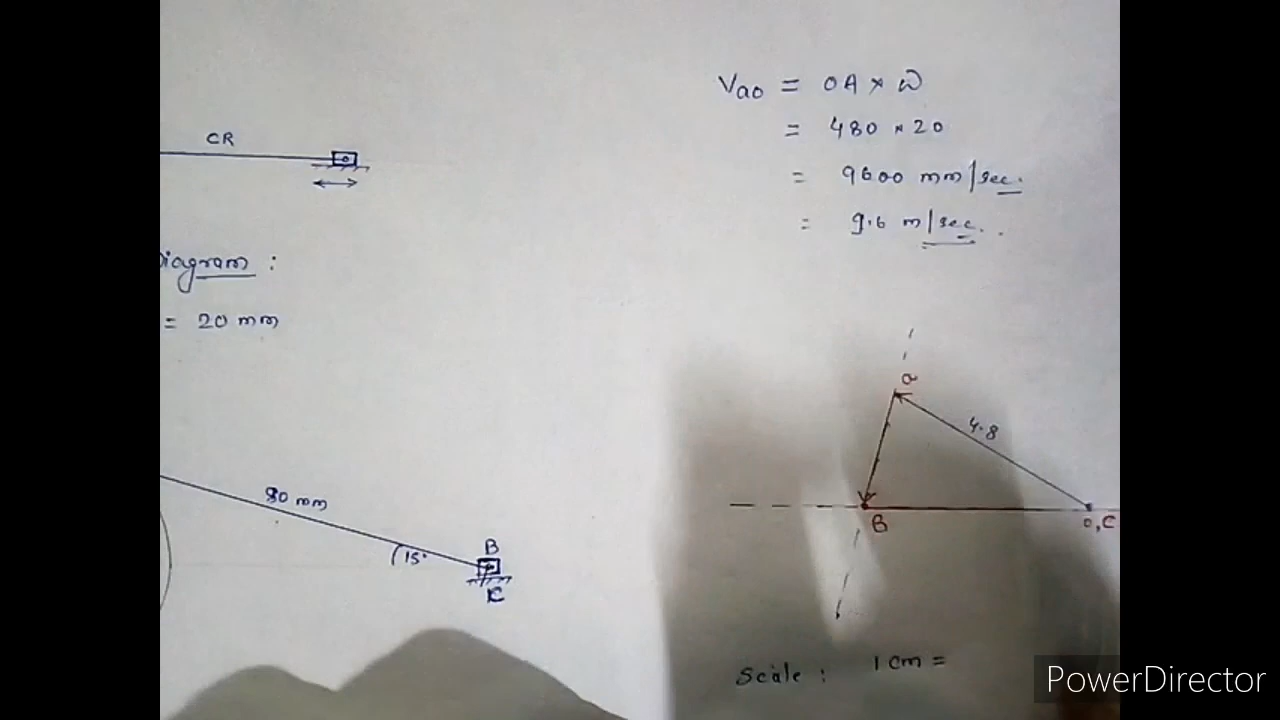 CR
Diagram :
= 20 mm
80 mm
15°
B
C
Vao = OA × ω
= 480 × 20
= 9600 mm/sec.
= 9.6 m/sec.
a
4.8
B
o, C
Scale : 1 cm =
PowerDirector